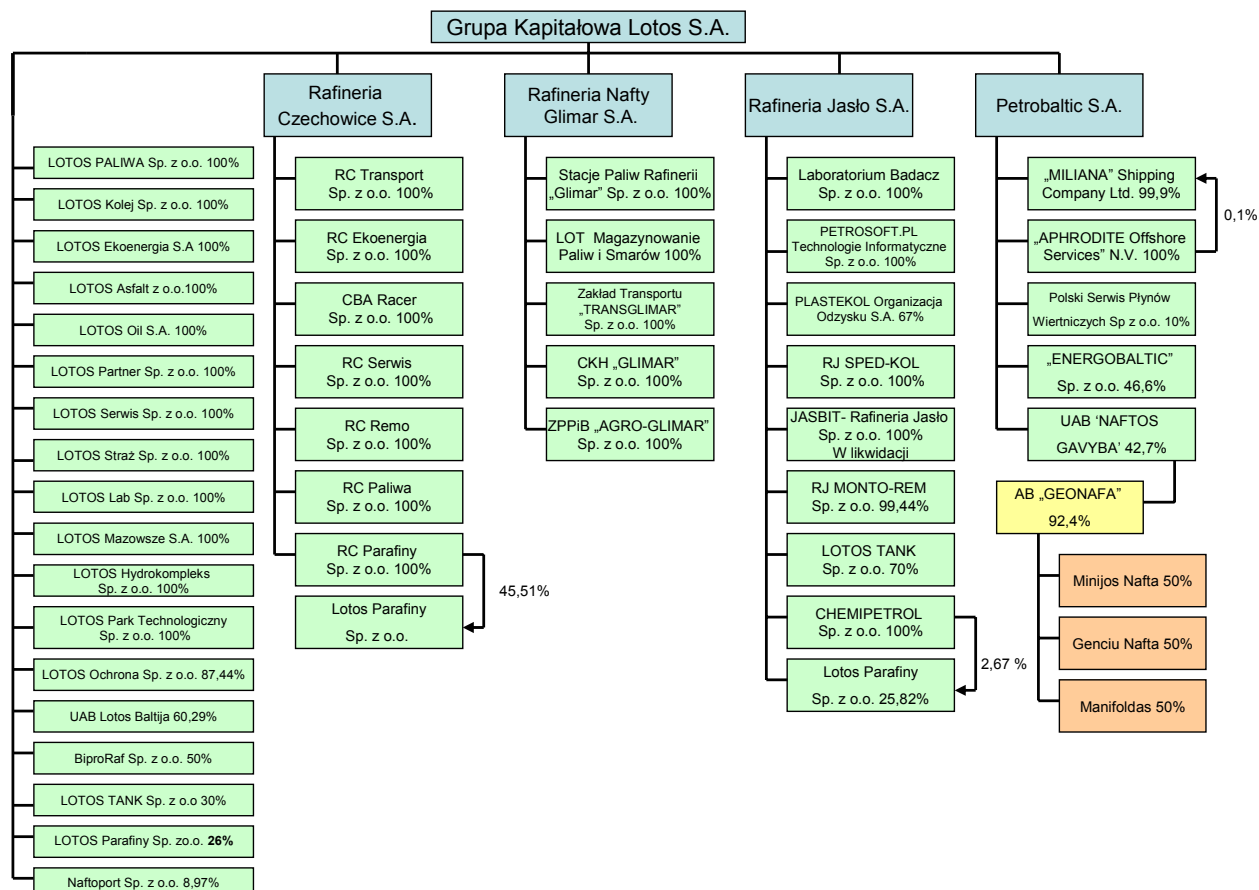 Grupa Kapitałowa Lotos S.A.
LOTOS PALIWA Sp. z o.o. 100%
LOTOS Kolej Sp. z o.o. 100%
LOTOS Ekoenergia S.A 100%
LOTOS Asfalt z o.o.100%
LOTOS Oil S.A. 100%
LOTOS Partner Sp. z o.o. 100%
LOTOS Serwis Sp. z o.o. 100%
LOTOS Straż Sp. z o.o. 100%
LOTOS Lab Sp. z o.o. 100%
LOTOS Mazowsze S.A. 100%
LOTOS Hydrokompleks
Sp. z o.o. 100%
LOTOS Park Technologiczny
Sp. z o.o. 100%
LOTOS Ochrona Sp. z o.o. 87,44%
UAB Lotos Baltija 60,29%
BiproRaf Sp. z o.o. 50%
LOTOS TANK Sp. z o.o 30%
LOTOS Parafiny Sp. zo.o. 26%
Naftoport Sp. z o.o. 8,97%
Rafineria
Czechowice S.A.
RC Transport
Sp. z o.o. 100%
RC Ekoenergia
Sp. z o.o. 100%
CBA Racer
Sp. z o.o. 100%
RC Serwis
Sp. z o.o. 100%
RC Remo
Sp. z o.o. 100%
RC Paliwa
Sp. z o.o. 100%
RC Parafiny
Sp. z o.o. 100%
45,51%
Lotos Parafiny
Sp. z o.o.
Rafineria Nafty
Glimar S.A.
Stacje Paliw Rafinerii
„Glimar” Sp. z o.o. 100%
LOT Magazynowanie
Paliw i Smarów 100%
Zakład Transportu
„TRANSGLIMAR”
Sp. z o.o. 100%
CKH „GLIMAR”
Sp. z o.o. 100%
ZPPiB „AGRO-GLIMAR”
Sp. z o.o. 100%
Rafineria Jasło S.A.
Laboratorium Badacz
Sp. z o.o. 100%
PETROSOFT.PL
Technologie Informatyczne
Sp. z o.o. 100%
PLASTEKOL Organizacja
Odzysku S.A. 67%
RJ SPED-KOL
Sp. z o.o. 100%
JASBIT- Rafineria Jasło
Sp. z o.o. 100%
W likwidacji
RJ MONTO-REM
Sp. z o.o. 99,44%
LOTOS TANK
Sp. z o.o. 70%
CHEMIPETROL
Sp. z o.o. 100%
2,67 %
Lotos Parafiny
Sp. z o.o. 25,82%
Petrobaltic S.A.
„MILIANA” Shipping
Company Ltd. 99,9%
0,1%
„APHRODITE Offshore
Services” N.V. 100%
Polski Serwis Płynów
Wiertniczych Sp z o.o. 10%
„ENERGOBALTIC”
Sp. z o.o. 46,6%
UAB ‘NAFTOS
GAVYBA’ 42,7%
AB „GEONAFA”
92,4%
Minijos Nafta 50%
Genciu Nafta 50%
Manifoldas 50%